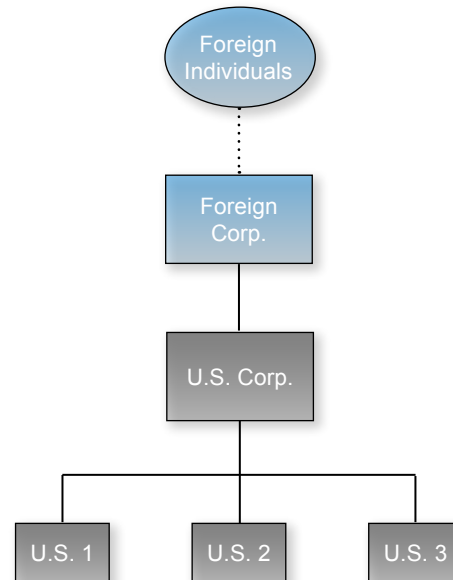 Foreign
Individuals
Foreign
Corp.
U.S. Corp.
U.S. 1
U.S. 2
U.S. 3